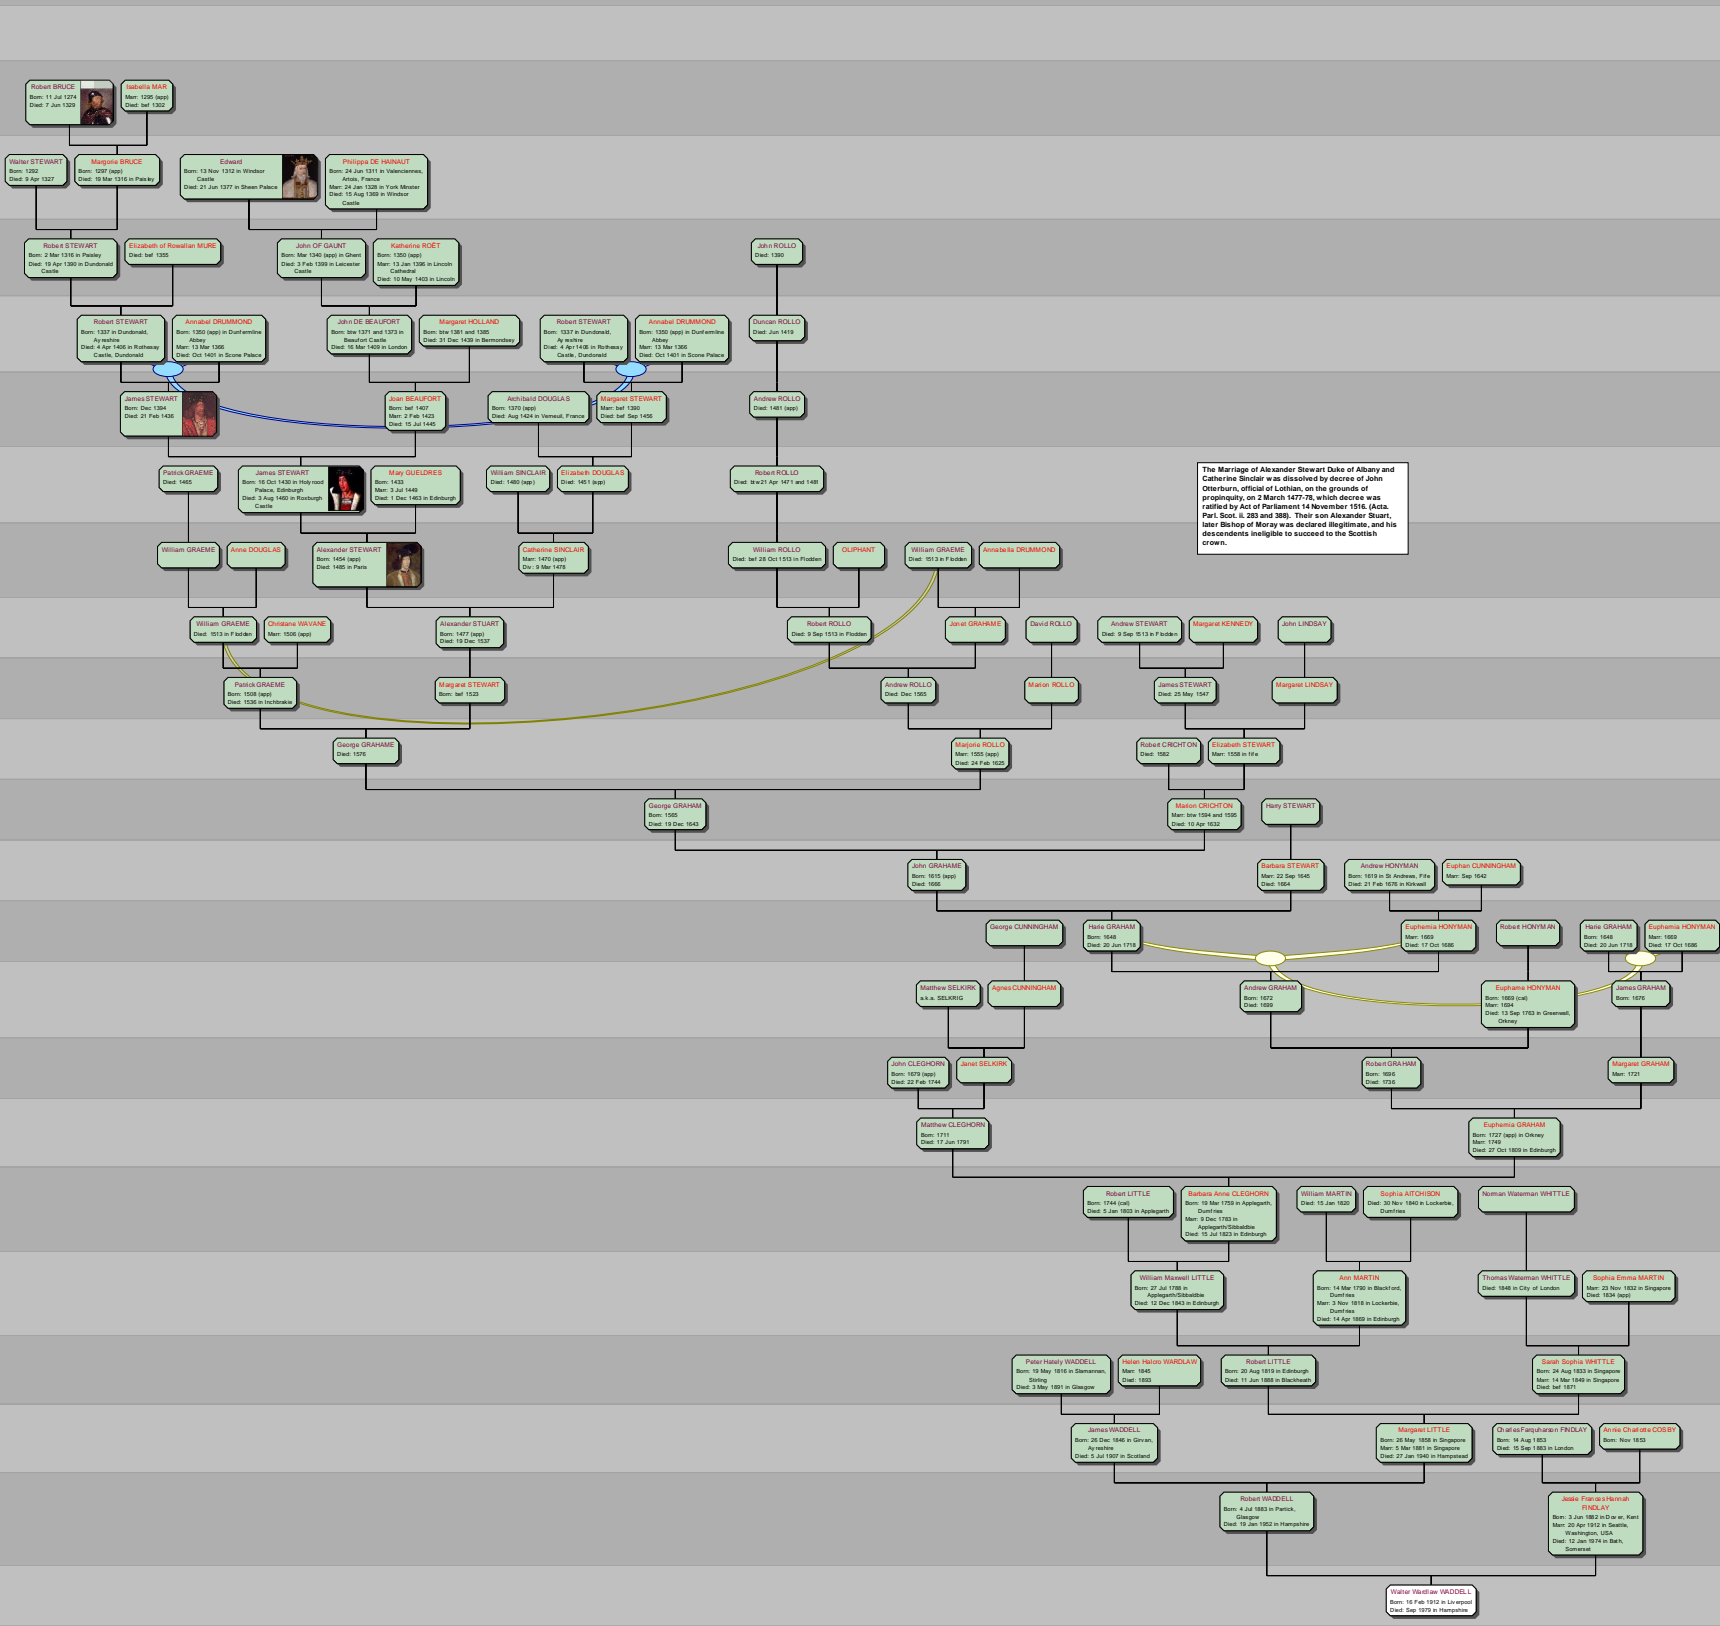 Robert BRUCE
Born: 11 Jul 1274
Died: 7 Jun 1329
Isabella MAR
Marr: 1295 (app)
Died: bef 1302
Walter STEWART
Born: 1292
Died: 9 Apr 1327
Margorie BRUCE
Born: 1297 (app)
Died: 19 Mar 1316 in Paisley
Edward
Born: 13 Nov 1312 in Windsor
Castle
Died: 21 Jun 1377 in Sheen Palace
Philippa DE HAINAUT
Born: 24 Jun 1311 in Valenciennes,
Artois, France
Marr: 24 Jan 1328 in York Minster
Died: 15 Aug 1369 in Windsor
Castle
Robert STEWART
Born: 2 Mar 1316 in Paisley
Died: 19 Apr 1390 in Dundonald
Castle
Elizabeth of Rowallan MURE
Died: bef 1355
John OF GAUNT
Born: Mar 1340 (app) in Ghent
Died: 3 Feb 1399 in Leicester
Castle
Katherine ROËT
Born: 1350 (app)
Marr: 13 Jan 1396 in Lincoln
Cathedral
Died: 10 May 1403 in Lincoln
John ROLLO
Died: 1390
Robert STEWART
Born: 1337 in Dundonald,
Ayreshire
Died: 4 Apr 1406 in Rothesay
Castle, Dundonald
Annabel DRUMMOND
Born: 1350 (app) in Dunfermline
Abbey
Marr: 13 Mar 1366
Died: Oct 1401 in Scone Palace
John DE BEAUFORT
Born: btw 1371 and 1373 in
Beaufort Castle
Died: 16 Mar 1409 in London
Margaret HOLLAND
Born: btw 1381 and 1385
Died: 31 Dec 1439 in Bermondsey
Robert STEWART
Born: 1337 in Dundonald,
Ayreshire
Died: 4 Apr 1406 in Rothesay
Castle, Dundonald
Annabel DRUMMOND
Born: 1350 (app) in Dunfermline
Abbey
Marr: 13 Mar 1366
Died: Oct 1401 in Scone Palace
Duncan ROLLO
Died: Jun 1419
James STEWART
Born: Dec 1394
Died: 21 Feb 1436
Joan BEAUFORT
Born: bef 1407
Marr: 2 Feb 1423
Died: 15 Jul 1445
Archibald DOUGLAS
Born: 1370 (app)
Died: Aug 1424 in Verneuil, France
Margaret STEWART
Marr: bef 1390
Died: bef Sep 1456
Andrew ROLLO
Died: 1481 (app)
Patrick GRAEME
Died: 1465
James STEWART
Born: 16 Oct 1430 in Holyrood
Palace, Edinburgh
Died: 3 Aug 1460 in Roxburgh
Castle
Mary GUELDRES
Born: 1433
Marr: 3 Jul 1449
Died: 1 Dec 1463 in Edinburgh
William SINCLAIR
Died: 1480 (app)
Elizabeth DOUGLAS
Died: 1451 (app)
Robert ROLLO
Died: btw 21 Apr 1471 and 1481
The Marriage of Alexander Stewart Duke of Albany and
Catherine Sinclair was dissolved by decree of John
Otterburn, official of Lothian, on the grounds of
propinquity, on 2 March 1477-78, which decree was
ratified by Act of Parliament 14 November 1516. (Acta.
Parl. Scot. ii. 283 and 388). Their son Alexander Stuart,
later Bishop of Moray was declared illegitimate, and his
descendents ineligible to succeed to the Scottish
crown.
William GRAEME
Anne DOUGLAS
Alexander STEWART
Born: 1454 (app)
Died: 1485 in Paris
Catherine SINCLAIR
Marr: 1470 (app)
Div: 9 Mar 1478
William ROLLO
Died: bef 28 Oct 1513 in Flodden
OLIPHANT
William GRAEME
Died: 1513 in Flodden
Annabella DRUMMOND
William GRAEME
Died: 1513 in Flodden
Christane WAVANE
Marr: 1506 (app)
Alexander STUART
Born: 1477 (app)
Died: 19 Dec 1537
Robert ROLLO
Died: 9 Sep 1513 in Flodden
Jonet GRAHAME
David ROLLO
Andrew STEWART
Died: 9 Sep 1513 in Flodden
Margaret KENNEDY
John LINDSAY
Patrick GRAEME
Born: 1508 (app)
Died: 1536 in Inchbrakie
Margaret STEWART
Born: bef 1523
Andrew ROLLO
Died: Dec 1565
Marion ROLLO
James STEWART
Died: 25 May 1547
Margaret LINDSAY
George GRAHAME
Died: 1576
Marjorie ROLLO
Marr: 1555 (app)
Died: 24 Feb 1625
Robert CRICHTON
Died: 1582
Elizabeth STEWART
Marr: 1558 in fife
George GRAHAM
Born: 1565
Died: 19 Dec 1643
Marion CRICHTON
Marr: btw 1594 and 1595
Died: 10 Apr 1632
Harry STEWART
John GRAHAME
Born: 1615 (app)
Died: 1666
Barbara STEWART
Marr: 22 Sep 1645
Died: 1664
Andrew HONYMAN
Born: 1619 in St Andrews, Fife
Died: 21 Feb 1676 in Kirkwall
Euphan CUNNINGHAM
Marr: Sep 1642
George CUNNINGHAM
Harie GRAHAM
Born: 1648
Died: 20 Jun 1718
Euphemia HONYMAN
Marr: 1669
Died: 17 Oct 1686
Robert HONYMAN
Harie GRAHAM
Born: 1648
Died: 20 Jun 1718
Euphemia HONYMAN
Marr: 1669
Died: 17 Oct 1686
Matthew SELKIRK
a.k.a. SELKRIG
Agnes CUNNINGHAM
Andrew GRAHAM
Born: 1672
Died: 1699
Euphame HONYMAN
Born: 1669 (cal)
Marr: 1694
Died: 13 Sep 1763 in Greenwall,
Orkney
James GRAHAM
Born: 1676
John CLEGHORN
Born: 1679 (app)
Died: 22 Feb 1744
Janet SELKIRK
Robert GRAHAM
Born: 1696
Died: 1736
Margaret GRAHAM
Marr: 1721
Matthew CLEGHORN
Born: 1711
Died: 17 Jun 1791
Euphemia GRAHAM
Born: 1727 (app) in Orkney
Marr: 1749
Died: 27 Oct 1809 in Edinburgh
Robert LITTLE
Born: 1744 (cal)
Died: 5 Jan 1803 in Applegarth
Barbara Anne CLEGHORN
Born: 19 Mar 1759 in Applegarth,
Dumfries
Marr: 9 Dec 1783 in
Applegarth/Sibbaldbie
Died: 15 Jul 1823 in Edinburgh
William MARTIN
Died: 15 Jan 1820
Sophia AITCHISON
Died: 30 Nov 1840 in Lockerbie,
Dumfries
Norman Waterman WHITTLE
William Maxwell LITTLE
Born: 27 Jul 1788 in
Applegarth/Sibbaldbie
Died: 12 Dec 1843 in Edinburgh
Ann MARTIN
Born: 14 Mar 1790 in Blackford,
Dumfries
Marr: 3 Nov 1818 in Lockerbie,
Dumfries
Died: 14 Apr 1869 in Edinburgh
Thomas Waterman WHITTLE
Died: 1848 in City of London
Sophia Emma MARTIN
Marr: 23 Nov 1832 in Singapore
Died: 1834 (app)
Peter Hately WADDELL
Born: 19 May 1816 in Slamannan,
Stirling
Died: 3 May 1891 in Glasgow
Helen Halcro WARDLAW
Marr: 1845
Died: 1893
Robert LITTLE
Born: 20 Aug 1819 in Edinburgh
Died: 11 Jun 1888 in Blackheath
Sarah Sophia WHITTLE
Born: 24 Aug 1833 in Singapore
Marr: 14 Mar 1849 in Singapore
Died: bef 1871
James WADDELL
Born: 26 Dec 1846 in Girvan,
Ayreshire
Died: 5 Jul 1907 in Scotland
Margaret LITTLE
Born: 26 May 1858 in Singapore
Marr: 5 Mar 1881 in Singapore
Died: 27 Jan 1940 in Hampstead
Charles Farquharson FINDLAY
Born: 14 Aug 1853
Died: 15 Sep 1883 in London
Annie Charlotte COSBY
Born: Nov 1853
Robert WADDELL
Born: 4 Jul 1883 in Partick,
Glasgow
Died: 19 Jan 1952 in Hampshire
Jessie Frances Hannah
FINDLAY
Born: 3 Jun 1882 in Dover, Kent
Marr: 20 Apr 1912 in Seattle,
Washington, USA
Died: 12 Jan 1974 in Bath,
Somerset
Walter Wardlaw WADDELL
Born: 16 Feb 1912 in Liverpool
Died: Sep 1979 in Hampshire